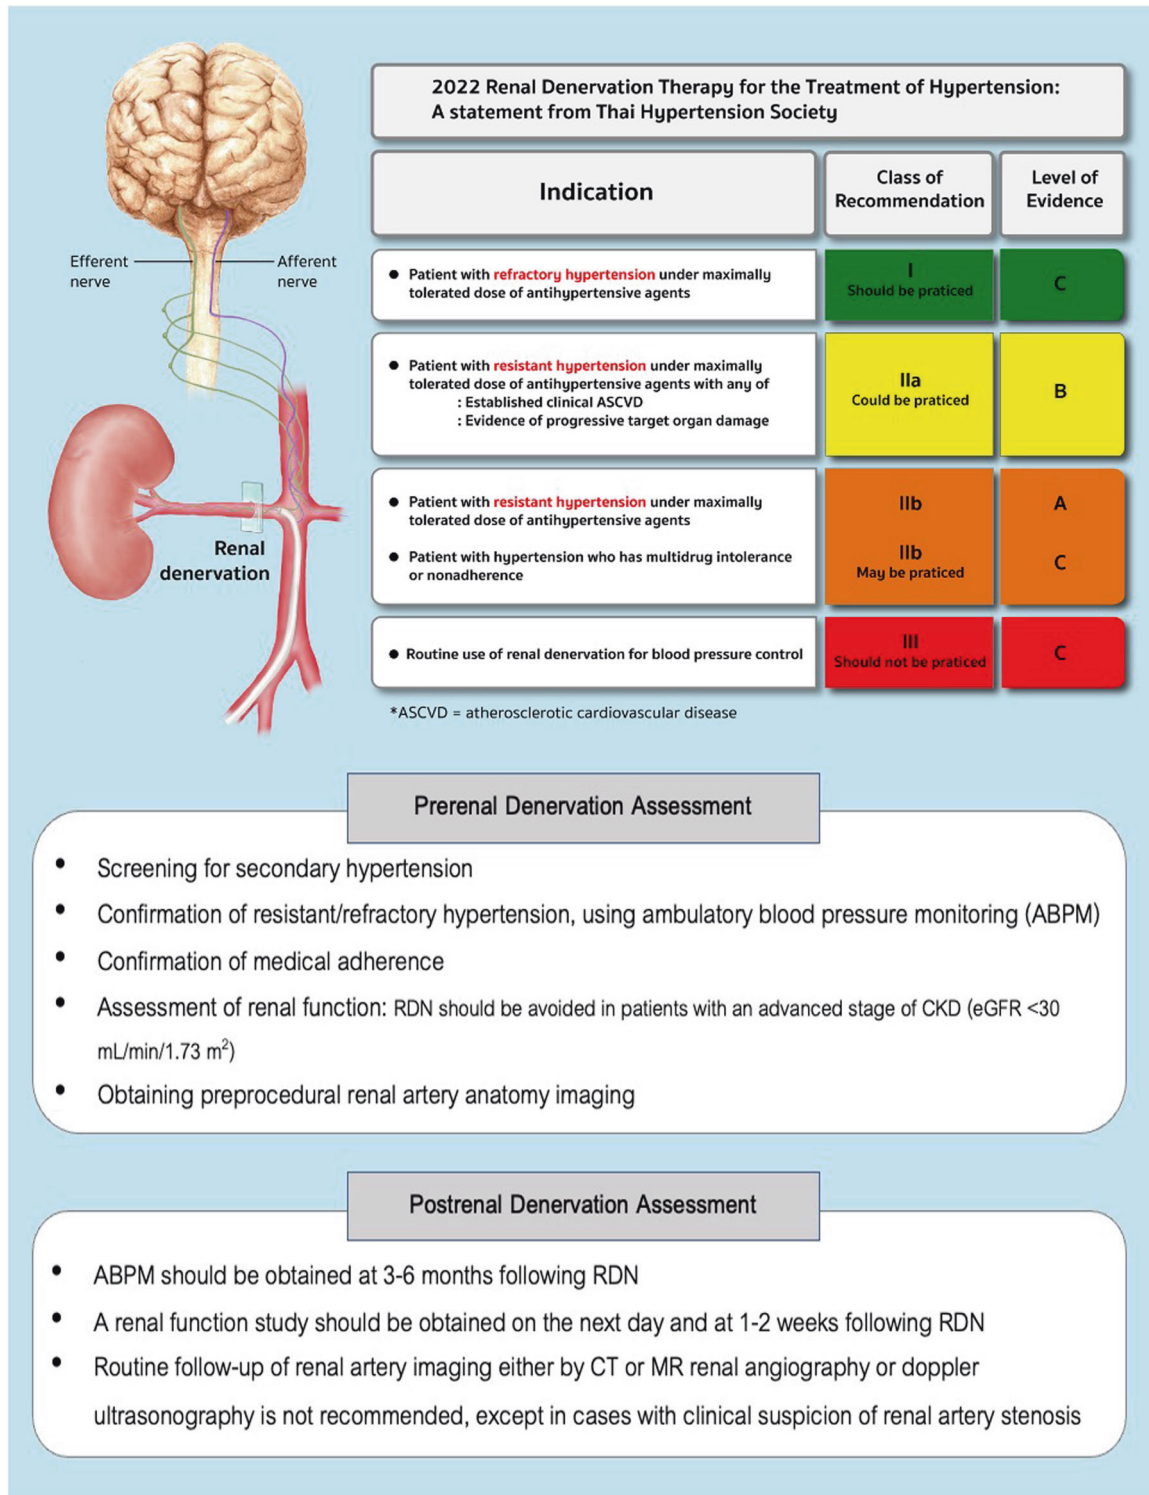 2022 Renal Denervation Therapy for the Treatment of Hypertension:
A statement from Thai Hypertension Society
Indication
Class of
Recommendation
Level of
Evidence
Efferent
nerve
Afferent
nerve
● Patient with refractory hypertension under maximally
tolerated dose of antihypertensive agents
I
Should be praticed
C
● Patient with resistant hypertension under maximally
tolerated dose of antihypertensive agents with any of
: Established clinical ASCVD
: Evidence of progressive target organ damage
IIa
Could be praticed
B
● Patient with resistant hypertension under maximally
tolerated dose of antihypertensive agents
IIb
A
● Patient with hypertension who has multidrug intolerance
or nonadherence
IIb
May be praticed
C
Renal
denervation
● Routine use of renal denervation for blood pressure control
III
Should not be praticed
C
*ASCVD = atherosclerotic cardiovascular disease
Prerenal Denervation Assessment
• Screening for secondary hypertension
• Confirmation of resistant/refractory hypertension, using ambulatory blood pressure monitoring (ABPM)
• Confirmation of medical adherence
• Assessment of renal function: RDN should be avoided in patients with an advanced stage of CKD (eGFR <30
mL/min/1.73 m²)
• Obtaining preprocedural renal artery anatomy imaging
Postrenal Denervation Assessment
• ABPM should be obtained at 3-6 months following RDN
• A renal function study should be obtained on the next day and at 1-2 weeks following RDN
• Routine follow-up of renal artery imaging either by CT or MR renal angiography or doppler
ultrasonography is not recommended, except in cases with clinical suspicion of renal artery stenosis